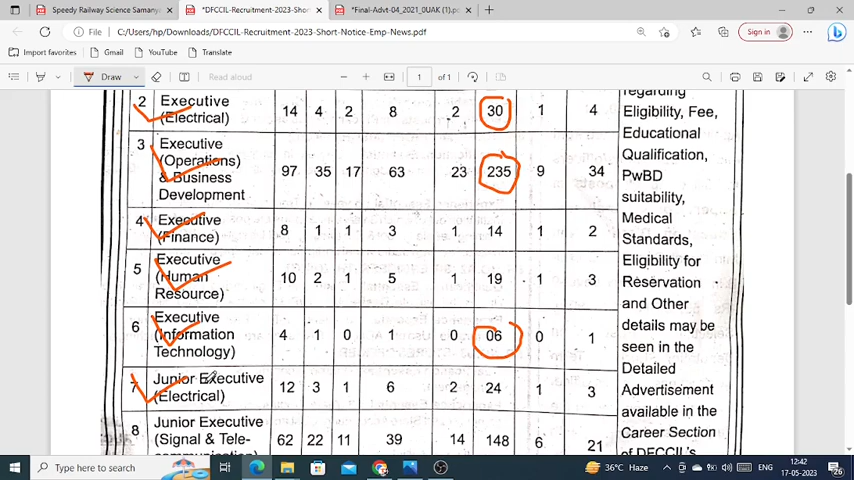 Speedy Railway Science Samanya
*DFCCIL-Recruitment-2023-Short
*Final-Advt-04_2021_0UAK (1).p
File
C:/Users/hp/Downloads/DFCCIL-Recruitment-2023-Short-Notice-Emp-News.pdf
Sign in
Import favorites
Gmail
YouTube
Translate
Draw
Read aloud
1
of 1
2 Executive (Electrical) 14 4 2 8 2 30 1 4
3 Executive (Operations) & Business Development 97 35 17 63 23 235 9 34
4 Executive (Finance) 8 1 1 3 1 14 1 2
5 Executive (Human Resource) 10 2 1 5 1 19 1 3
6 Executive (Information Technology) 4 1 0 1 0 06 0 1
7 Junior Executive (Electrical) 12 3 1 6 2 24 1 3
8 Junior Executive (Signal & Tele-communication) 62 22 11 39 14 148 6 21
regarding
Eligibility, Fee,
Educational
Qualification,
PwBD
suitability,
Medical
Standards,
Eligibility for
Reservation
and Other
details may be
seen in the
Detailed
Advertisement
available in the
Career Section
of DFCCIL's
Type here to search
36°C Haze
ENG
12:42
17-05-2023